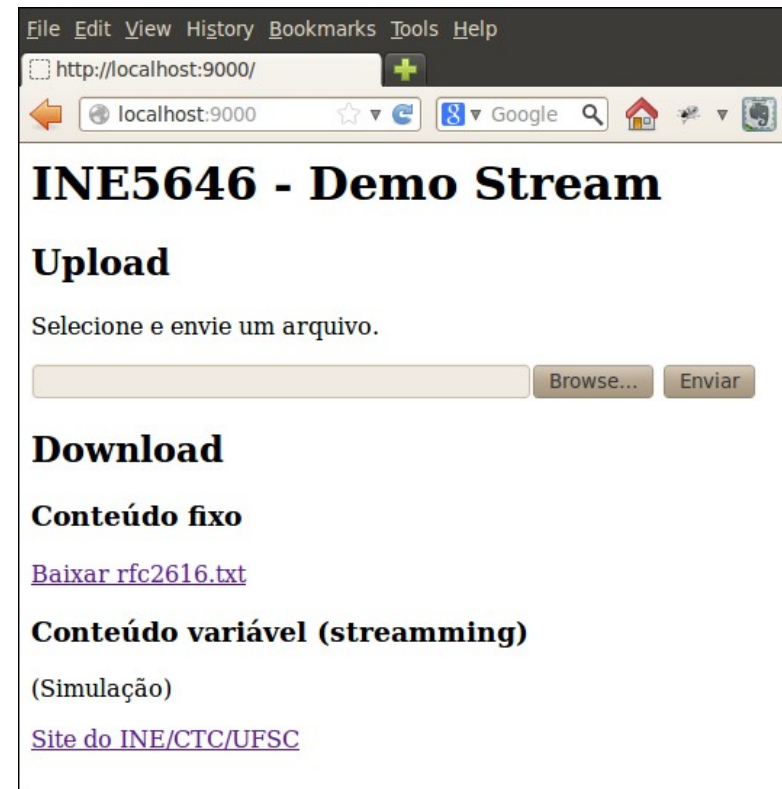 File Edit View History Bookmarks Tools Help
http://localhost:9000/
localhost:9000 8 Google
INE5646 - Demo Stream
Upload
Selecione e envie um arquivo.
Browse... Enviar
Download
Conteúdo fixo
Baixar rfc2616.txt
Conteúdo variável (streamming)
(Simulação)
Site do INE/CTC/UFSC